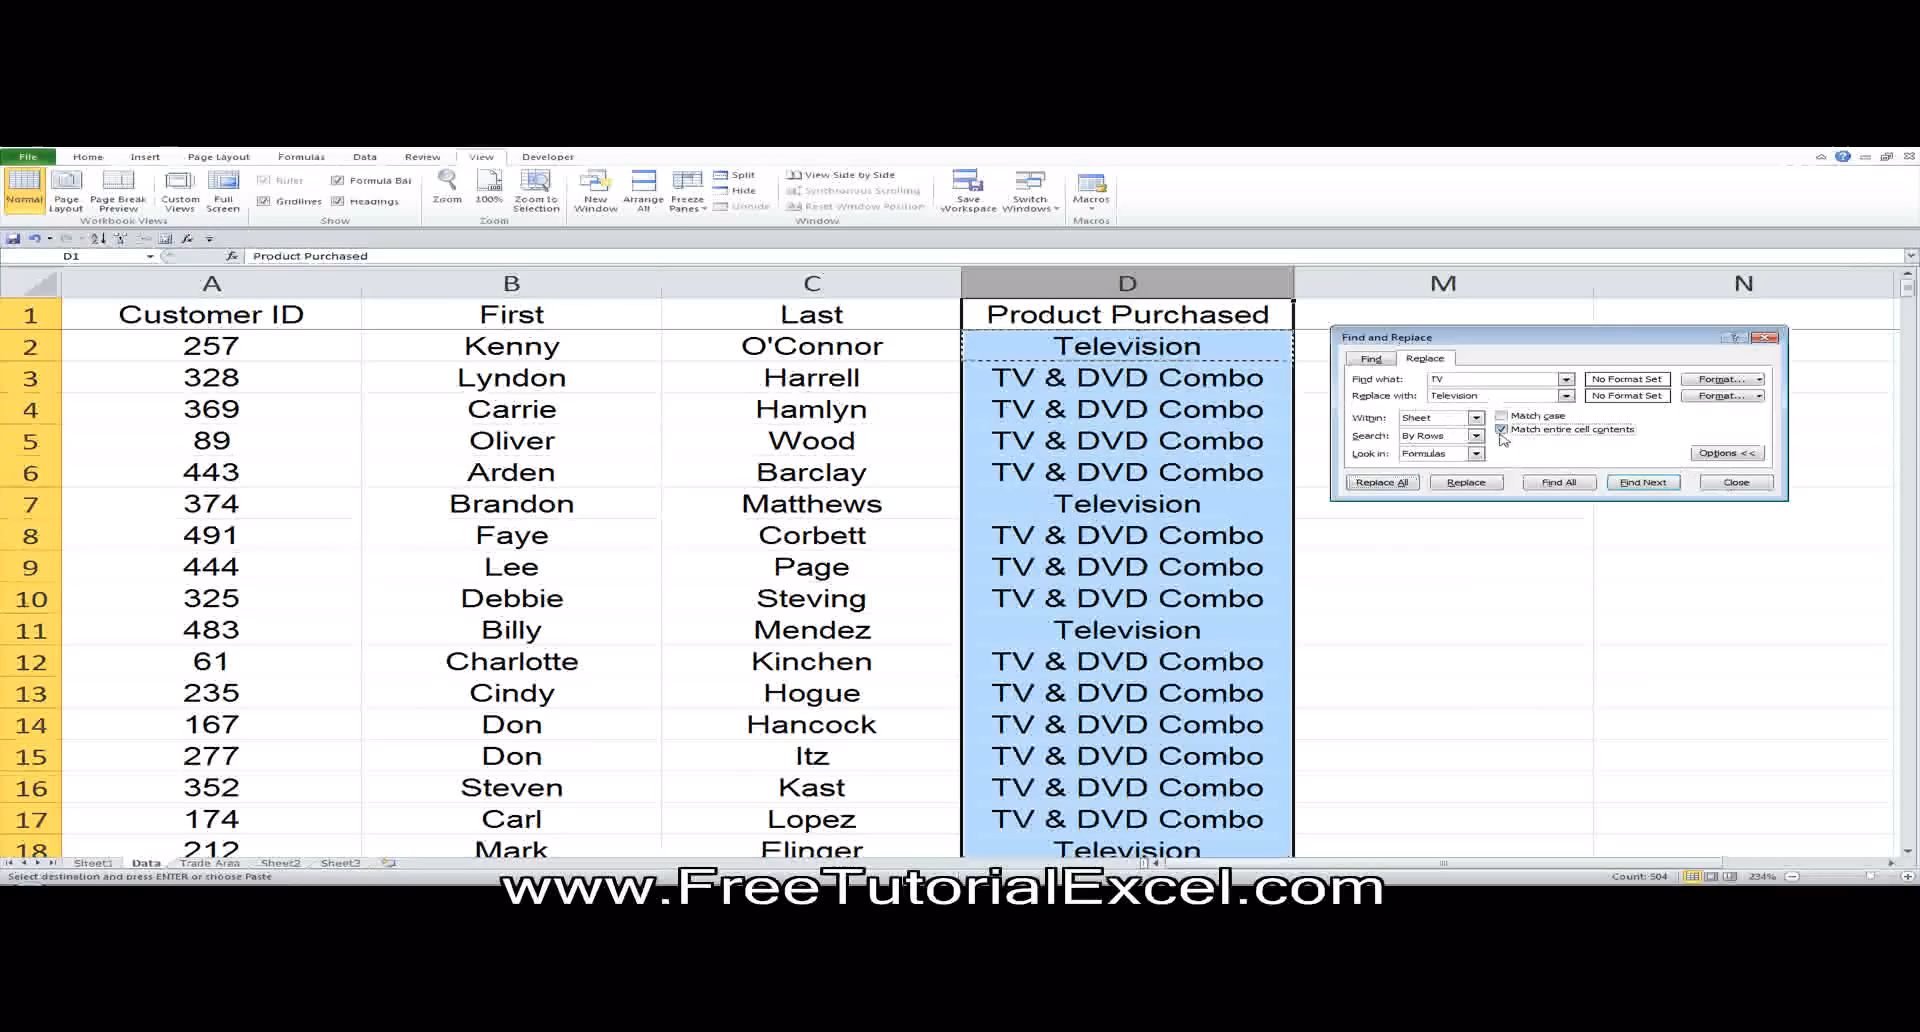 File Home Insert Page Layout Formulas Data Review View Developer
Normal Page Layout Page Break Preview Custom Views Full Screen
Workbook Views
Ruler Formula Bar
Gridlines Headings
Show
Zoom 100% Zoom to Selection
Zoom
New Window Arrange All Freeze Panes
Split View Side by Side
Hide Synchronous Scrolling
Unhide Reset Window Position
Window
Save Workspace Switch Windows
Macros
Macros
D1 fx Product Purchased
A B C D M N
1 Customer ID First Last Product Purchased
2 257 Kenny O'Connor Television
3 328 Lyndon Harrell TV & DVD Combo
4 369 Carrie Hamlyn TV & DVD Combo
5 89 Oliver Wood TV & DVD Combo
6 443 Arden Barclay TV & DVD Combo
7 374 Brandon Matthews Television
8 491 Faye Corbett TV & DVD Combo
9 444 Lee Page TV & DVD Combo
10 325 Debbie Steving TV & DVD Combo
11 483 Billy Mendez Television
12 61 Charlotte Kinchen TV & DVD Combo
13 235 Cindy Hogue TV & DVD Combo
14 167 Don Hancock TV & DVD Combo
15 277 Don Itz TV & DVD Combo
16 352 Steven Kast TV & DVD Combo
17 174 Carl Lopez TV & DVD Combo
18 212 Mark Flinger Television
Find and Replace
Find Replace
Find what: TV No Format Set Format...
Replace with: Television No Format Set Format...
Within: Sheet Match case
Search: By Rows Match entire cell contents
Look in: Formulas Options <<
Replace All Replace Find All Find Next Close
Sheet1 Data Trade Area Sheet2 Sheet3
Select destination and press ENTER or choose Paste Count: 504 234%
www.FreeTutorialExcel.com